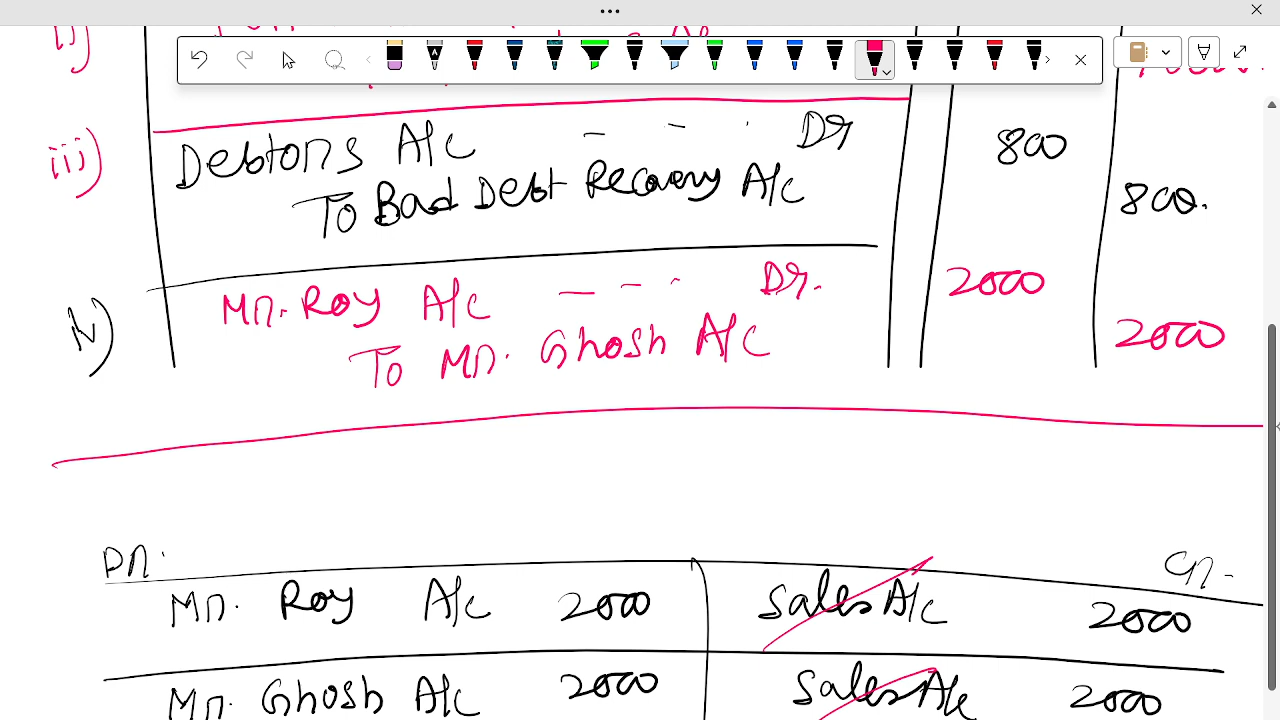 iii) Debtors A/c - - . Dr 800
To Bad Debt Recovery A/c 800.
iv) Mr. Roy A/c - - . Dr. 2000
To Mr. Ghosh A/c 2000
Dr. Cr.
Mr. Roy A/c 2000 Sales A/c 2000
Mr. Ghosh A/c 2000 Sales A/c 2000